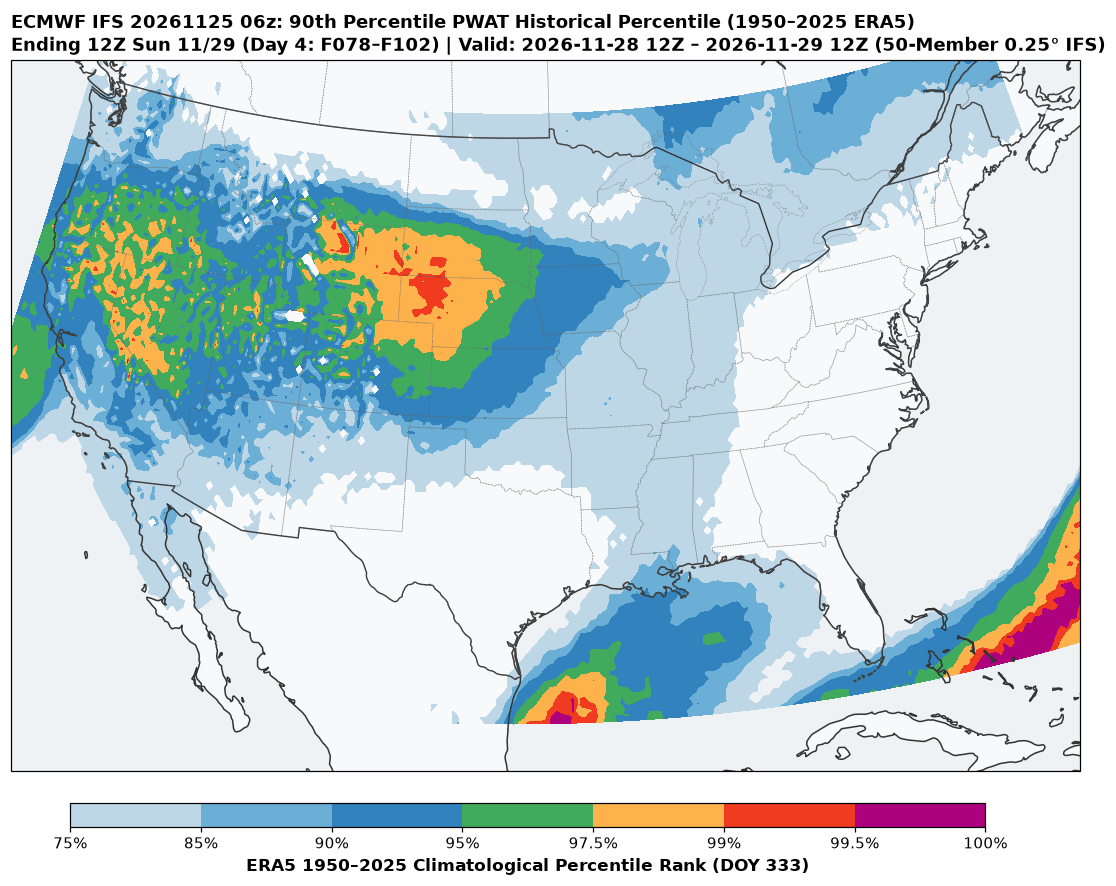 ECMWF IFS 20261125 06z: 90th Percentile PWAT Historical Percentile (1950–2025 ERA5)
Ending 12Z Sun 11/29 (Day 4: F078–F102) | Valid: 2026-11-28 12Z – 2026-11-29 12Z (50-Member 0.25° IFS)
75% 85% 90% 95% 97.5% 99% 99.5% 100%
ERA5 1950–2025 Climatological Percentile Rank (DOY 333)